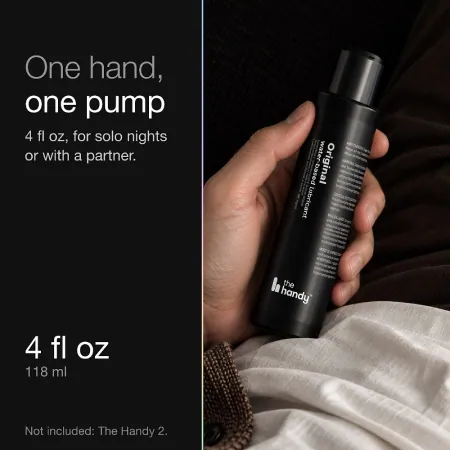 One hand,
one pump
4 fl oz, for solo nights
or with a partner.
4 fl oz
118 ml
Not included: The Handy 2.
Original
water-based lubricant
the
handy